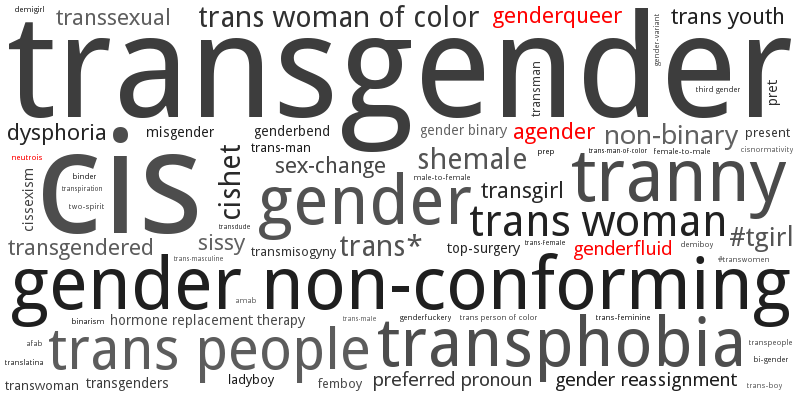 demigirl
transsexual
trans woman of color
genderqueer
trans youth
transgender
gender-variant
third gender
transman
pret
dysphoria
misgender
genderbend
gender binary
agender
non-binary
present
trans-man
prep
trans-man-of-color
female-to-male
cisnormativity
neutrois
cis
cishet
sex-change
shemale
tranny
cissexism
binder
transpiration
two-spirit
male-to-female
gender
transgirl
transdude
trans woman
#tgirl
transgendered
sissy
transmisogyny
trans*
top-surgery
trans-female
genderfluid
demiboy
trans-masculine
#transwomen
gender non-conforming
amab
binarism
hormone replacement therapy
trans-male
genderfuckery
trans person of color
trans-feminine
afab
trans people
transphobia
transpeople
translatina
bi-gender
transwoman
transgenders
ladyboy
femboy
preferred pronoun
gender reassignment
trans-boy